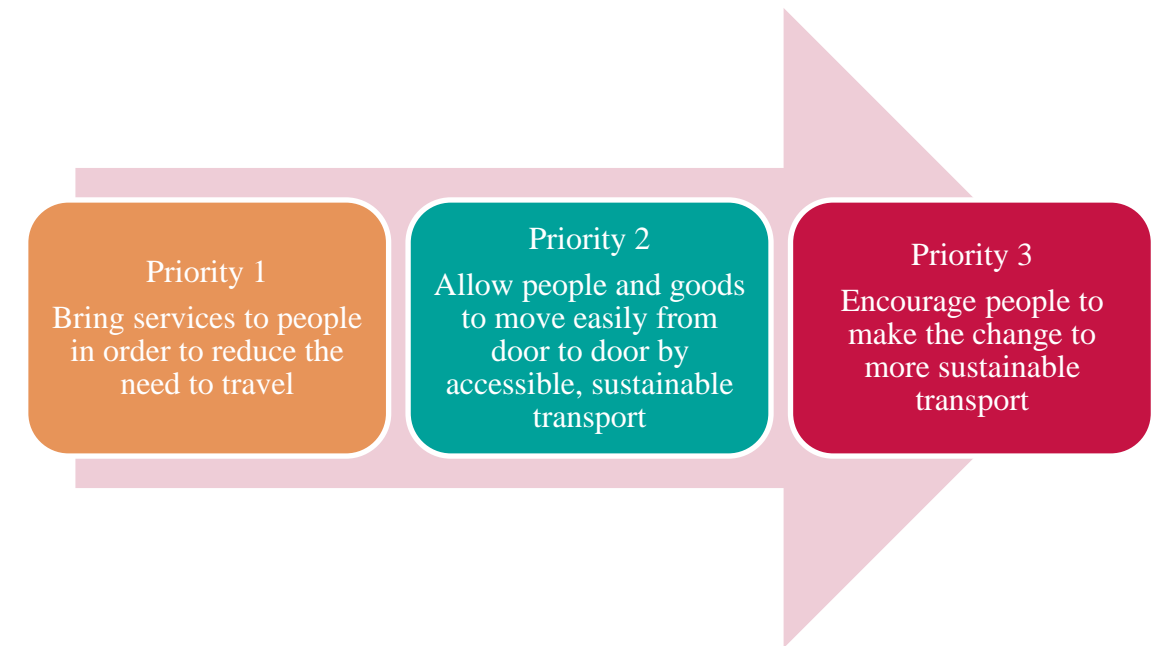 Priority 1
Bring services to people
in order to reduce the
need to travel
Priority 2
Allow people and goods
to move easily from
door to door by
accessible, sustainable
transport
Priority 3
Encourage people to
make the change to
more sustainable
transport